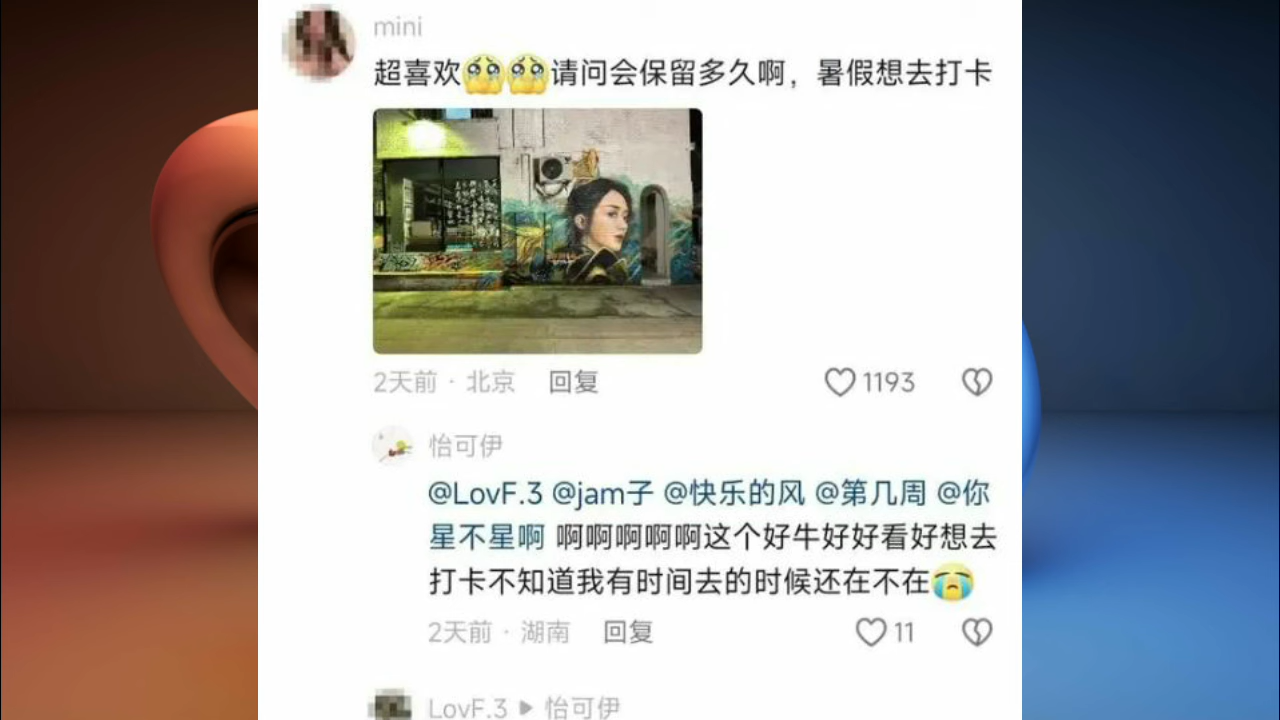 mini
超喜欢🥹🥹请问会保留多久啊，暑假想去打卡
2天前 · 北京 回复 1193
怡可伊
@LovF.3 @jam子 @快乐的风 @第几周 @你
星不星啊 啊啊啊啊啊这个好牛好好看好想去
打卡不知道我有时间去的时候还在不在😭
2天前 · 湖南 回复 11
LovF.3 ▶ 怡可伊